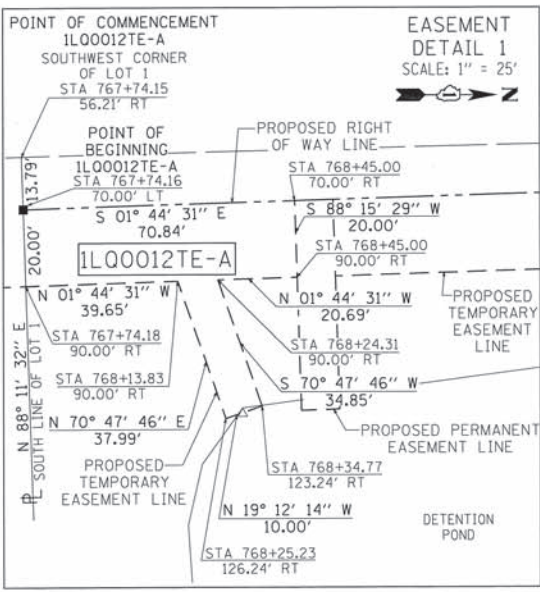 POINT OF COMMENCEMENT
1LQ0012TE-A
SOUTHWEST CORNER
OF LOT 1
STA 767+74.15
56.21' RT
EASEMENT
DETAIL 1
SCALE: 1" = 25'
N
POINT OF
BEGINNING
1LQ0012TE-A
STA 767+74.16
70.00' LT
PROPOSED RIGHT
OF WAY LINE
13.79'
STA 768+45.00
70.00' RT
S 01° 44' 31" E
70.84'
S 88° 15' 29" W
20.00'
20.00'
1LQ0012TE-A
STA 768+45.00
90.00' RT
N 01° 44' 31" W
39.65'
N 01° 44' 31" W
20.69'
PROPOSED
TEMPORARY
EASEMENT
LINE
STA 767+74.18
90.00' RT
STA 768+24.31
90.00' RT
STA 768+13.83
90.00' RT
S 70° 47' 46" W
34.85'
N 88° 11' 32" E
SOUTH LINE OF LOT 1
PL
N 70° 47' 46" E
37.99'
PROPOSED PERMANENT
EASEMENT LINE
PROPOSED
TEMPORARY
EASEMENT LINE
STA 768+34.77
123.24' RT
N 19° 12' 14" W
10.00'
DETENTION
POND
STA 768+25.23
126.24' RT